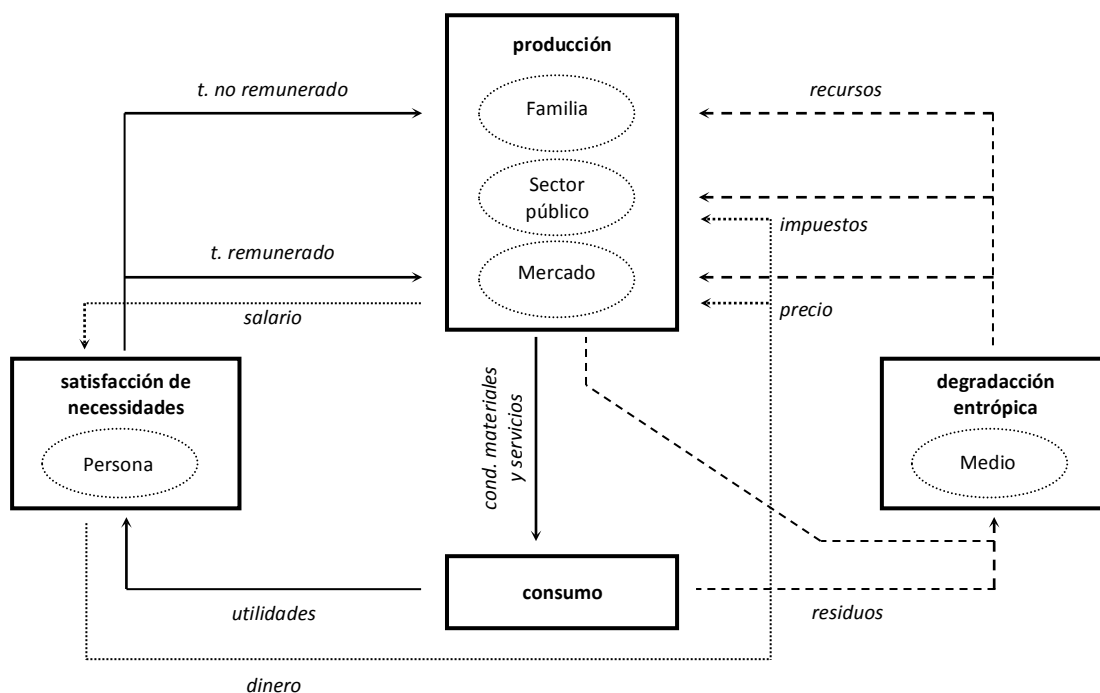 producción
t. no remunerado
recursos
Familia
Sector
público
impuestos
t. remunerado
Mercado
salario
precio
satisfacción de
necessidades
Persona
cond. materiales
y servicios
degradacción
entrópica
Medio
consumo
utilidades
residuos
dinero